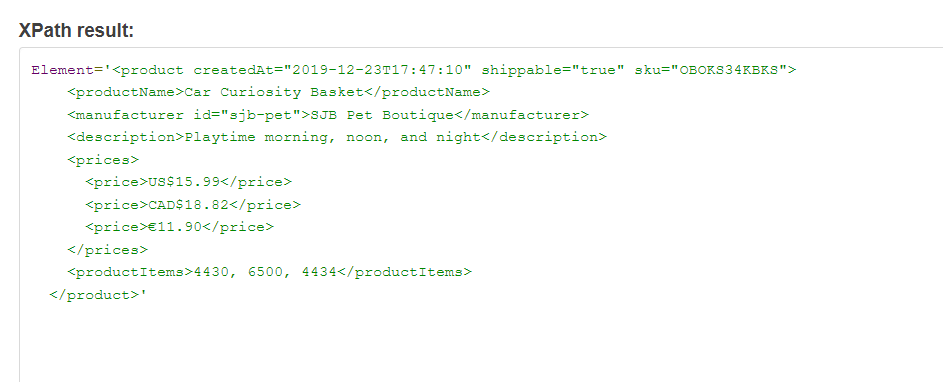 XPath result:
Element='<product createdAt="2019-12-23T17:47:10" shippable="true" sku="OBOKS34KBKS">
<productName>Car Curiosity Basket</productName>
<manufacturer id="sjb-pet">SJB Pet Boutique</manufacturer>
<description>Playtime morning, noon, and night</description>
<prices>
<price>US$15.99</price>
<price>CAD$18.82</price>
<price>€11.90</price>
</prices>
<productItems>4430, 6500, 4434</productItems>
</product>'